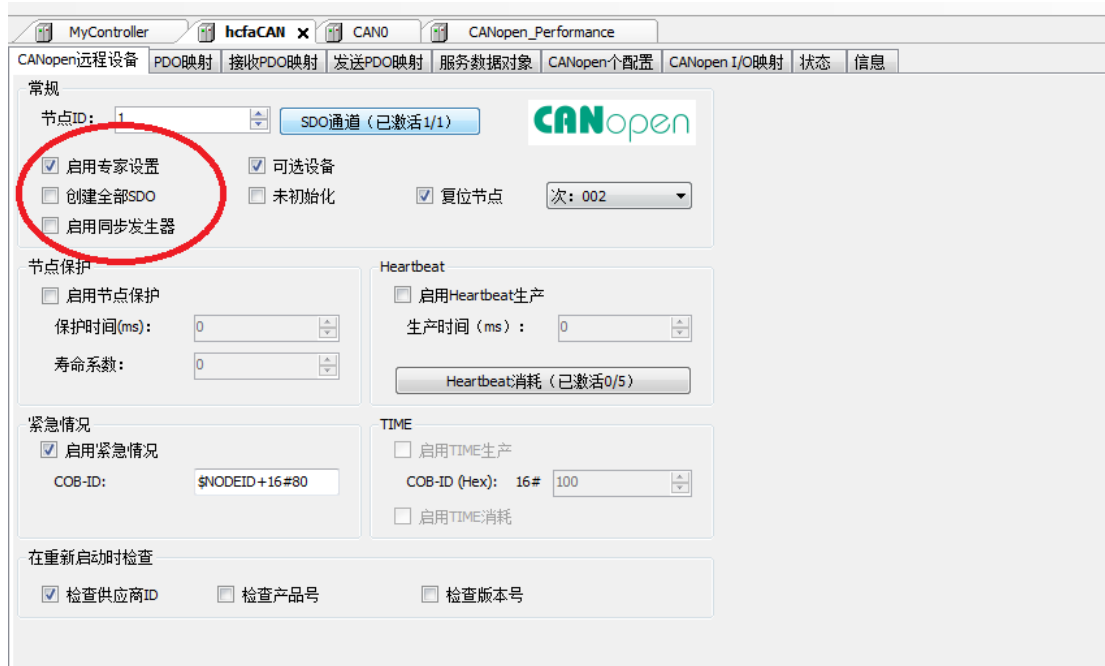 MyController hcfaCAN CAN0 CANopen_Performance
CANopen远程设备 PDO映射 接收PDO映射 发送PDO映射 服务数据对象 CANopen个配置 CANopen I/O映射 状态 信息
常规
节点ID: 1 SDO通道（已激活1/1） CANopen
启用专家设置 可选设备
创建全部SDO 未初始化 复位节点 次: 002
启用同步发生器
节点保护 Heartbeat
启用节点保护 启用Heartbeat生产
保护时间(ms): 0 生产时间（ms）: 0
寿命系数: 0
Heartbeat消耗（已激活0/5）
紧急情况 TIME
启用紧急情况 启用TIME生产
COB-ID: $NODEID+16#80 COB-ID (Hex): 16# 100
启用TIME消耗
在重新启动时检查
检查供应商ID 检查产品号 检查版本号